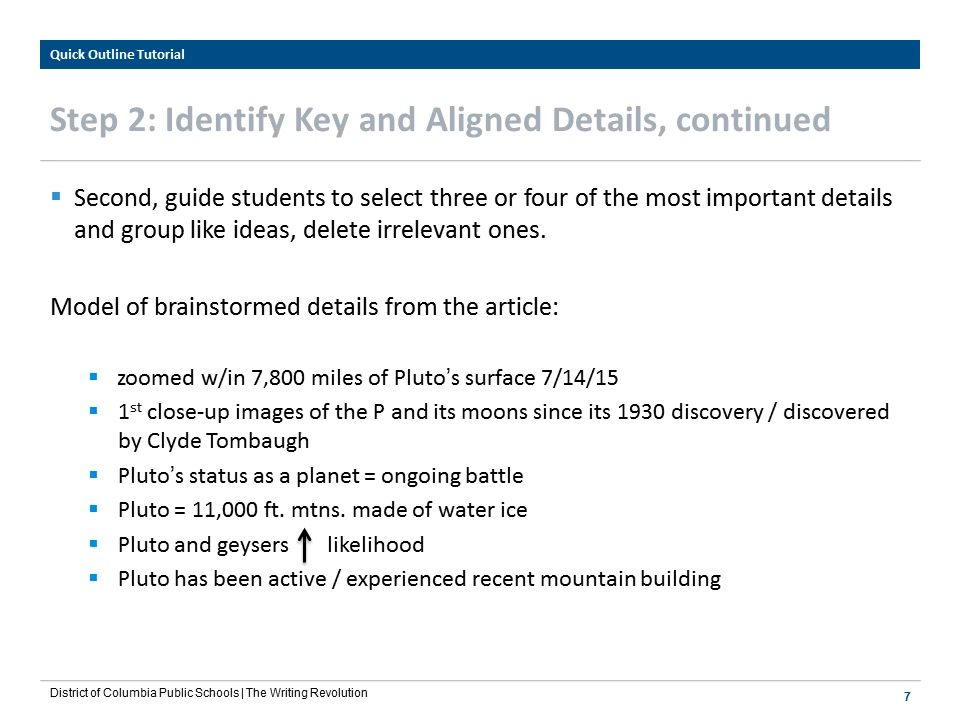 Quick Outline Tutorial
Step 2: Identify Key and Aligned Details, continued
Second, guide students to select three or four of the most important details
and group like ideas, delete irrelevant ones.
Model of brainstormed details from the article:
zoomed w/in 7,800 miles of Pluto's surface 7/14/15
1st close-up images of the P and its moons since its 1930 discovery / discovered
by Clyde Tombaugh
Pluto's status as a planet = ongoing battle
Pluto = 11,000 ft. mtns. made of water ice
Pluto and geysers ↑ likelihood
Pluto has been active / experienced recent mountain building
District of Columbia Public Schools | The Writing Revolution
7